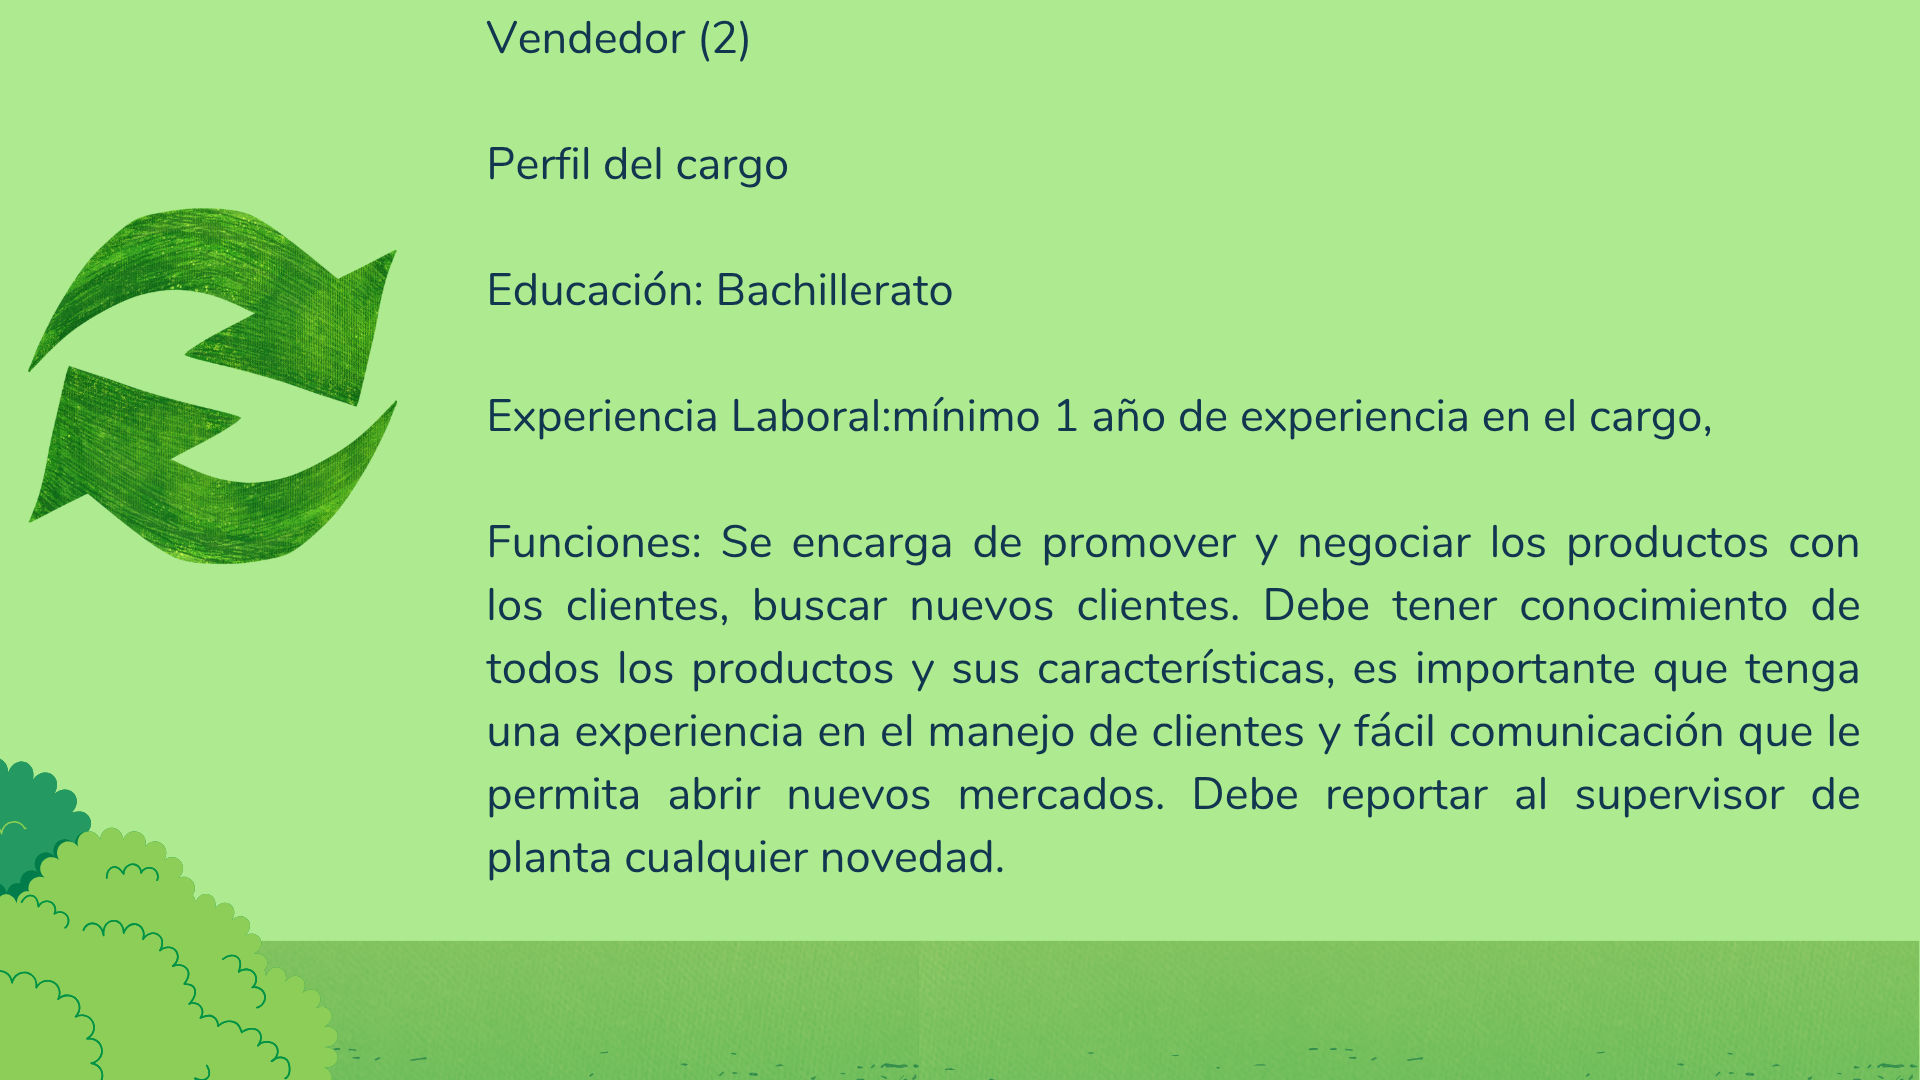 Vendedor (2)
Perfil del cargo
Educación: Bachillerato
Experiencia Laboral:mínimo 1 año de experiencia en el cargo,
Funciones: Se encarga de promover y negociar los productos con
los clientes, buscar nuevos clientes. Debe tener conocimiento de
todos los productos y sus características, es importante que tenga
una experiencia en el manejo de clientes y fácil comunicación que le
permita abrir nuevos mercados. Debe reportar al supervisor de
planta cualquier novedad.